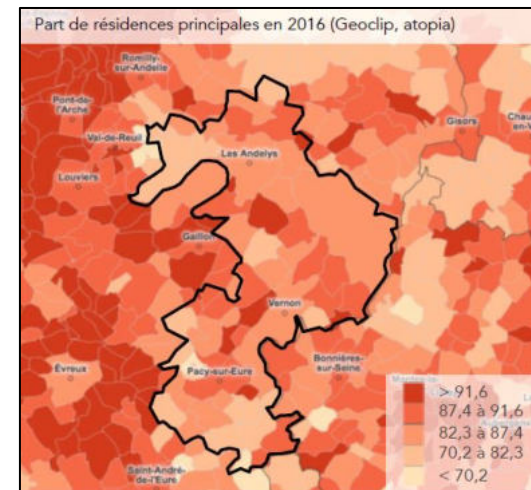 Part de résidences principales en 2016 (Geoclip, atopia)
Romilly-
sur-Andelle
Pont-de-
l'Arche
Gisors
Val-de-Reuil
Les Andelys
Louviers
Gaillon
Vernon
Évreux
Pacy-sur-Eure
Bonnières-
sur-Seine
> 91,6
87,4 à 91,6
82,3 à 87,4
70,2 à 82,3
< 70,2
Saint-André-
de-l'Eure